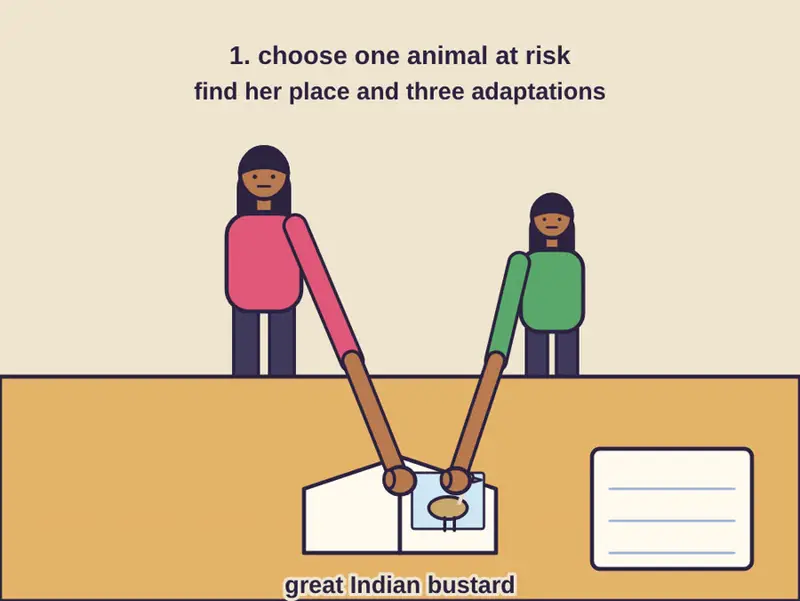 1. choose one animal at risk
find her place and three adaptations
great Indian bustard